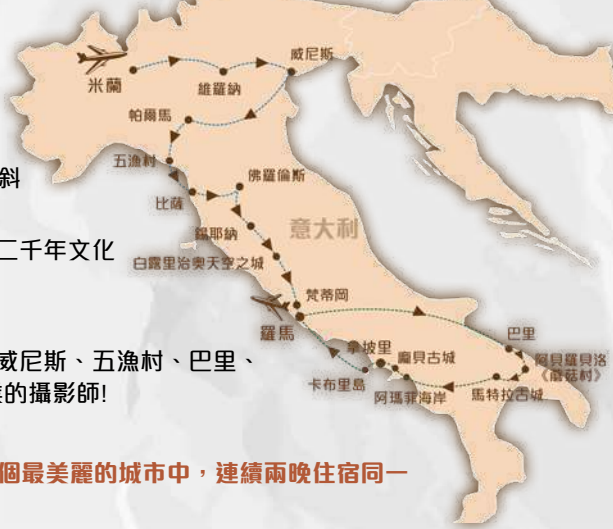 威尼斯
米蘭
維羅納
帕爾馬
五漁村
斜
佛羅倫斯
比薩
錫耶納
意大利
二千年文化
白露里治奧天空之城
梵蒂岡
羅馬
巴里
威尼斯、五漁村、巴里、
拿坡里
龐貝古城
阿貝羅貝洛
《蘑菇村》
卡布里島
阿瑪菲海岸
馬特拉古城
的攝影師!
個最美麗的城市中，連續兩晚住宿同一